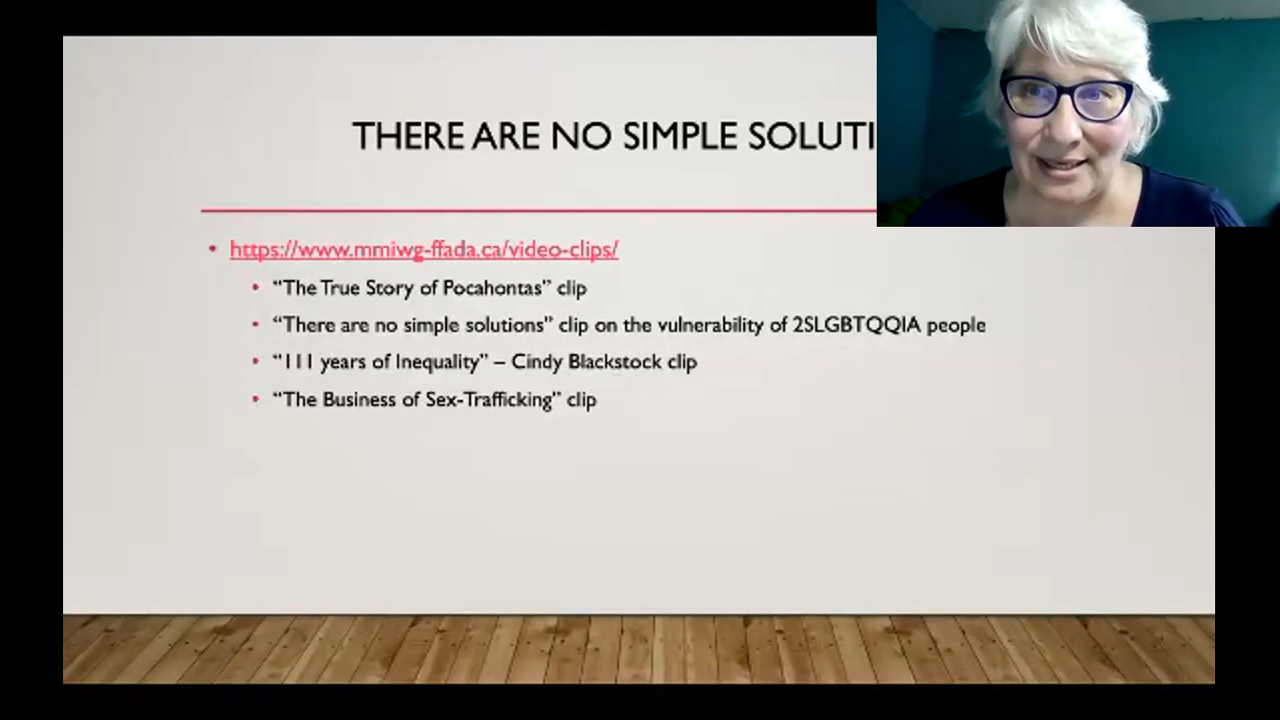 THERE ARE NO SIMPLE SOLUTI
• https://www.mmiwg-ffada.ca/video-clips/
• “The True Story of Pocahontas” clip
• “There are no simple solutions” clip on the vulnerability of 2SLGBTQQIA people
• “111 years of Inequality” – Cindy Blackstock clip
• “The Business of Sex-Trafficking” clip